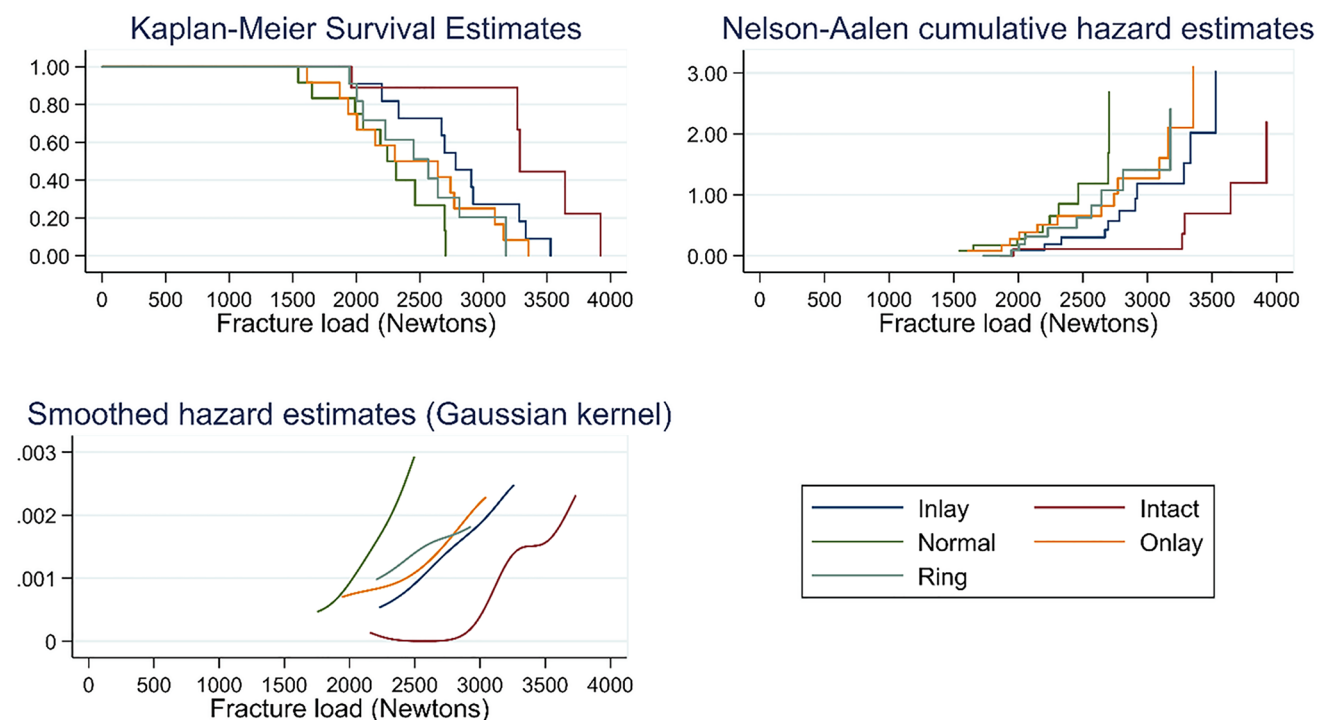 Kaplan-Meier Survival Estimates
1.00
0.80
0.60
0.40
0.20
0.00
0 500 1000 1500 2000 2500 3000 3500 4000
Fracture load (Newtons)
Nelson-Aalen cumulative hazard estimates
3.00
2.00
1.00
0.00
0 500 1000 1500 2000 2500 3000 3500 4000
Fracture load (Newtons)
Smoothed hazard estimates (Gaussian kernel)
.003
.002
.001
0
0 500 1000 1500 2000 2500 3000 3500 4000
Fracture load (Newtons)
Inlay Intact
Normal Onlay
Ring